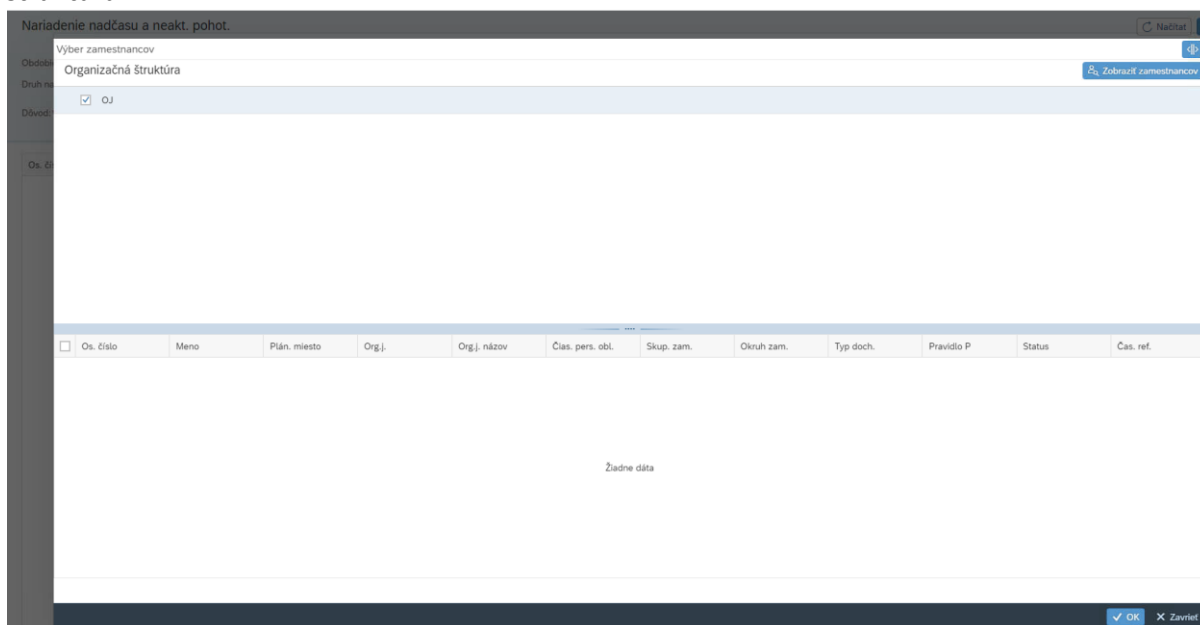 Nariadenie nadčasu a neakt. pohot.
Načítať
Výber zamestnancov
Organizačná štruktúra
Zobraziť zamestnancov
Dôvod:
OJ
Os. číslo Meno Plán. miesto Org.j. Org.j. názov Čias. pers. obl. Skup. zam. Okruh zam. Typ doch. Pravidlo P Status Čas. ref.
Žiadne dáta
OK Zavrieť